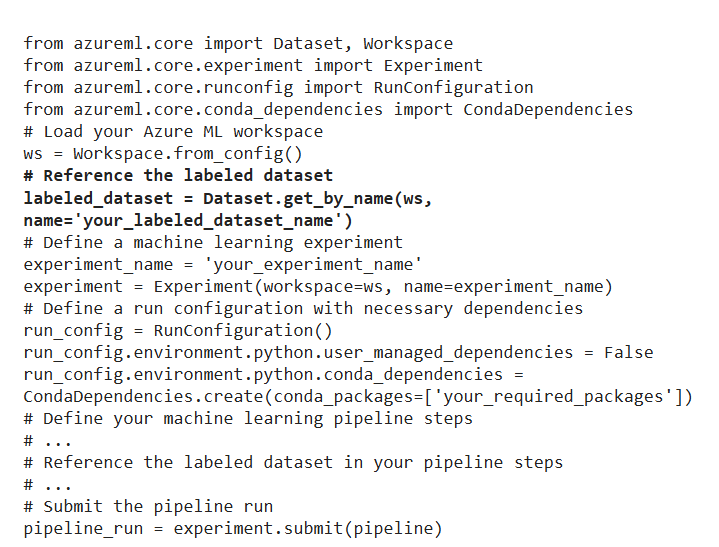 from azureml.core import Dataset, Workspace
from azureml.core.experiment import Experiment
from azureml.core.runconfig import RunConfiguration
from azureml.core.conda_dependencies import CondaDependencies
# Load your Azure ML workspace
ws = Workspace.from_config()
# Reference the labeled dataset
labeled_dataset = Dataset.get_by_name(ws,
name='your_labeled_dataset_name')
# Define a machine learning experiment
experiment_name = 'your_experiment_name'
experiment = Experiment(workspace=ws, name=experiment_name)
# Define a run configuration with necessary dependencies
run_config = RunConfiguration()
run_config.environment.python.user_managed_dependencies = False
run_config.environment.python.conda_dependencies =
CondaDependencies.create(conda_packages=['your_required_packages'])
# Define your machine learning pipeline steps
# ...
# Reference the labeled dataset in your pipeline steps
# ...
# Submit the pipeline run
pipeline_run = experiment.submit(pipeline)